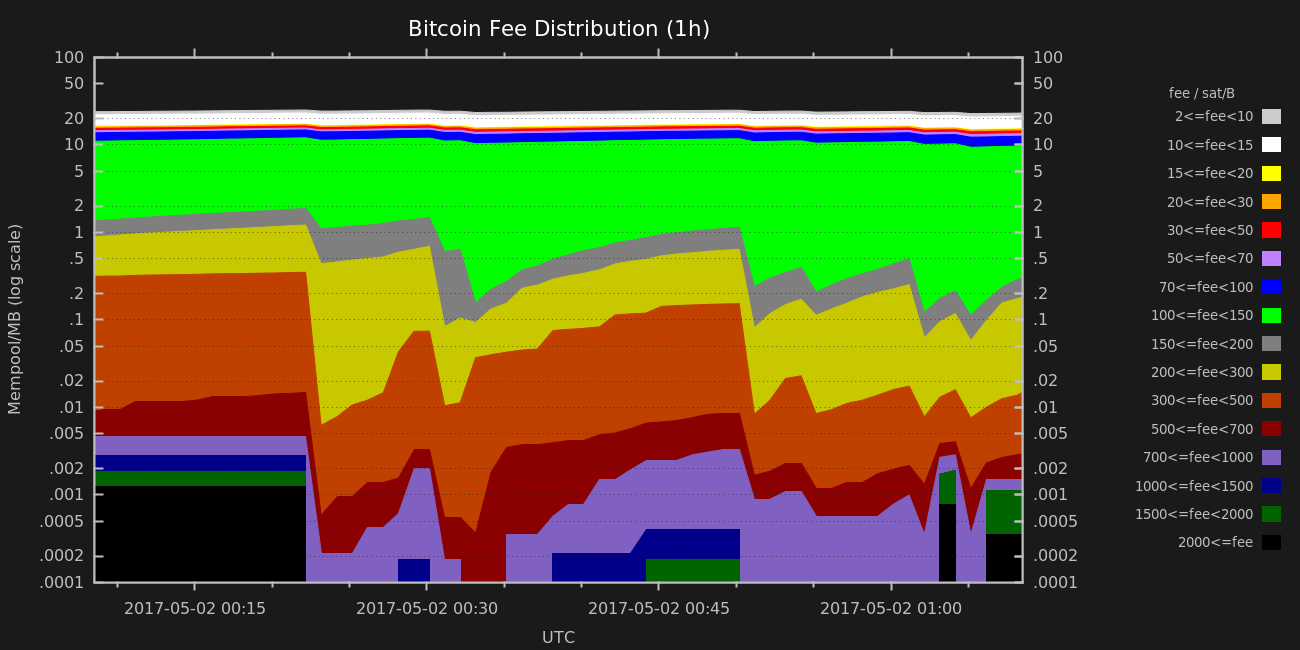 Bitcoin Fee Distribution (1h)
Mempool/MB (log scale)
100
50
20
10
5
2
1
.5
.2
.1
.05
.02
.01
.005
.002
.001
.0005
.0002
.0001
100
50
20
10
5
2
1
.5
.2
.1
.05
.02
.01
.005
.002
.001
.0005
.0002
.0001
2017-05-02 00:15
2017-05-02 00:30
2017-05-02 00:45
2017-05-02 01:00
UTC
fee / sat/B
2<=fee<10
10<=fee<15
15<=fee<20
20<=fee<30
30<=fee<50
50<=fee<70
70<=fee<100
100<=fee<150
150<=fee<200
200<=fee<300
300<=fee<500
500<=fee<700
700<=fee<1000
1000<=fee<1500
1500<=fee<2000
2000<=fee